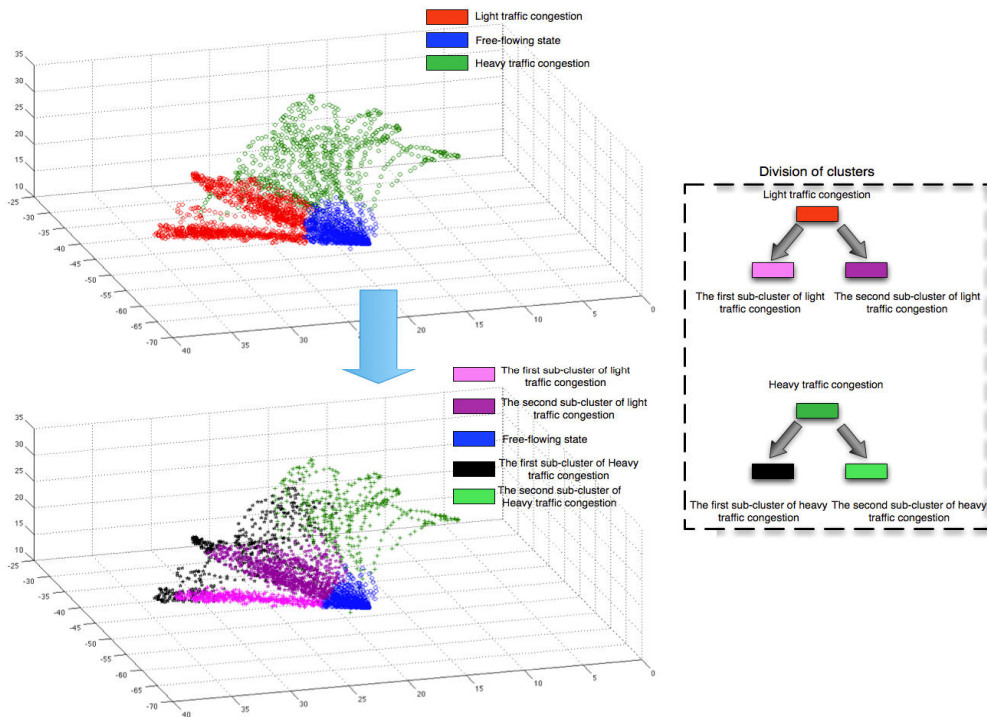 Light traffic congestion
Free-flowing state
Heavy traffic congestion
35
30
25
20
15
10
-25
-30
-35
-40
-45
-50
-55
-60
-65
-70
40
35
30
25
20
15
10
5
0
Division of clusters
Light traffic congestion
The first sub-cluster of light
traffic congestion
The second sub-cluster of light
traffic congestion
Heavy traffic congestion
The first sub-cluster of heavy
traffic congestion
The second sub-cluster of heavy
traffic congestion
The first sub-cluster of light
traffic congestion
The second sub-cluster of light
traffic congestion
Free-flowing state
The first sub-cluster of Heavy
traffic congestion
The second sub-cluster of
Heavy traffic congestion
35
30
25
20
15
10
-25
-30
-35
-40
-45
-50
-55
-60
-65
-70
40
35
30
25
20
15
10
5
0